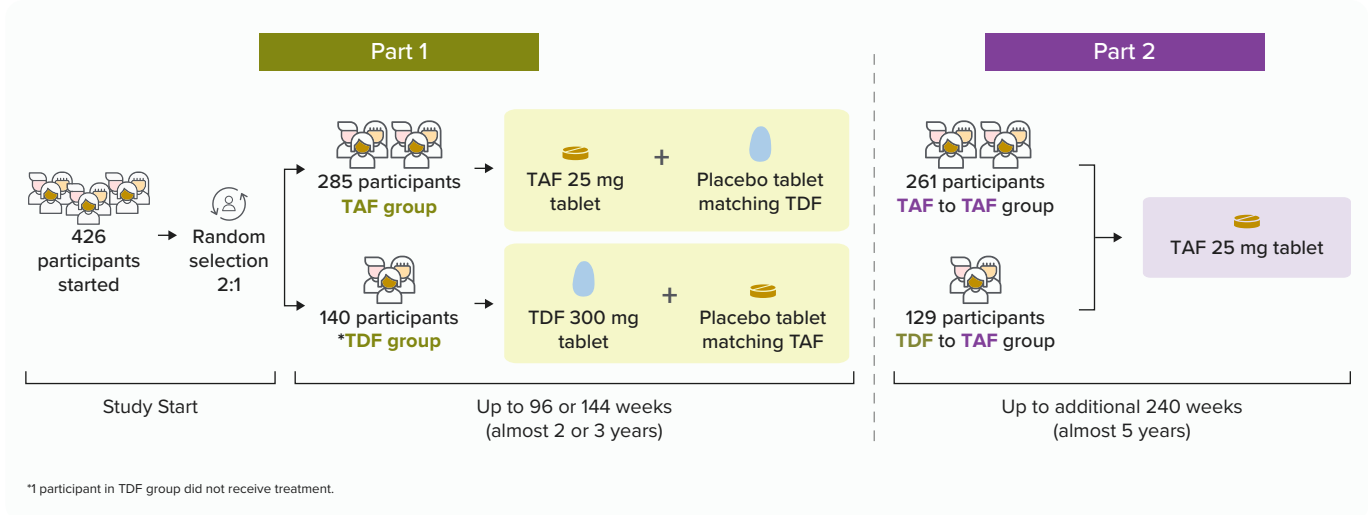 Part 1
Part 2
426
participants
started
Random
selection
2:1
285 participants
TAF group
TAF 25 mg
tablet
+
Placebo tablet
matching TDF
140 participants
*TDF group
TDF 300 mg
tablet
+
Placebo tablet
matching TAF
261 participants
TAF to TAF group
129 participants
TDF to TAF group
TAF 25 mg tablet
Study Start
Up to 96 or 144 weeks
(almost 2 or 3 years)
Up to additional 240 weeks
(almost 5 years)
*1 participant in TDF group did not receive treatment.